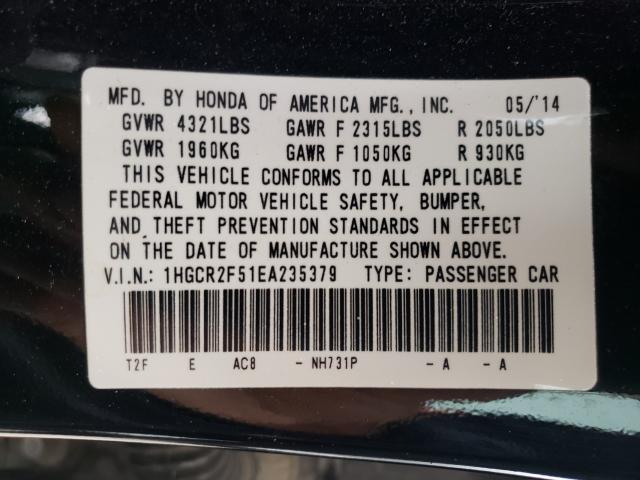 MFD. BY HONDA OF AMERICA MFG., INC. 05/'14
GVWR 4321LBS GAWR F 2315LBS R 2050LBS
GVWR 1960KG GAWR F 1050KG R 930KG
THIS VEHICLE CONFORMS TO ALL APPLICABLE
FEDERAL MOTOR VEHICLE SAFETY, BUMPER,
AND THEFT PREVENTION STANDARDS IN EFFECT
ON THE DATE OF MANUFACTURE SHOWN ABOVE.
V.I.N.: 1HGCR2F51EA235379 TYPE: PASSENGER CAR
T2F E AC8 - NH731P - A - A